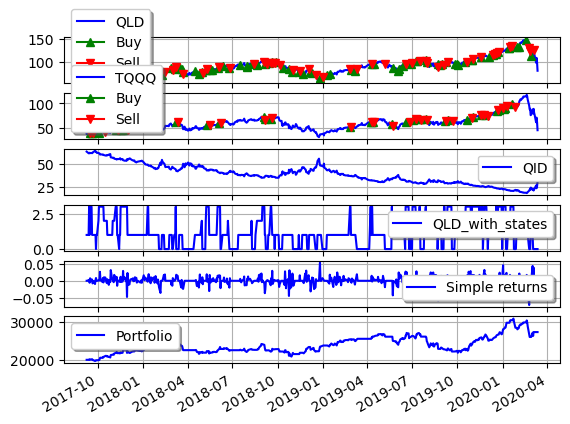 QLD
Buy
Sell
150
100
TQQQ
Buy
Sell
100
50
QID
50
25
QLD_with_states
2.5
0.0
Simple returns
0.05
0.00
−0.05
Portfolio
30000
20000
2017-10
2018-01
2018-04
2018-07
2018-10
2019-01
2019-04
2019-07
2019-10
2020-01
2020-04